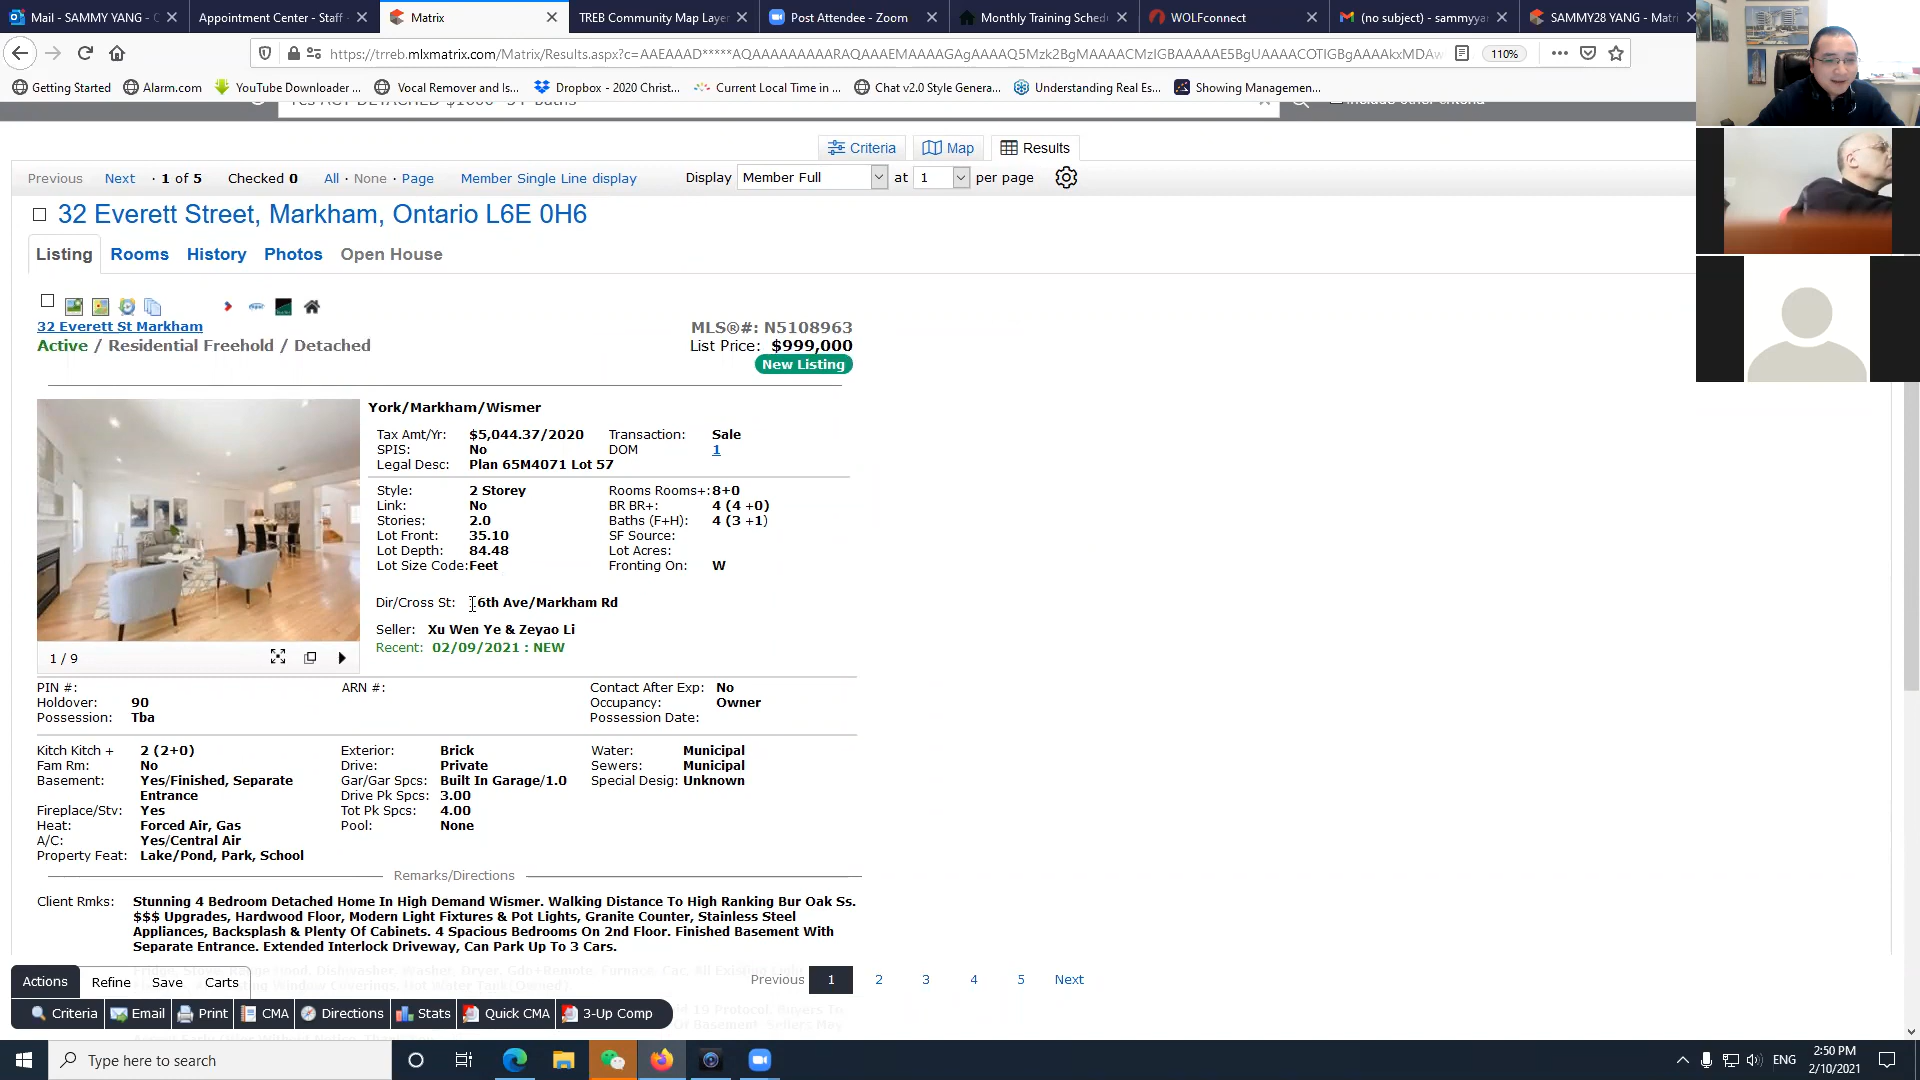 Mail - SAMMY YANG - Appointment Center - Staff Matrix TREB Community Map Layer Post Attendee - Zoom Monthly Training Sched WOLFconnect (no subject) - sammyya SAMMY28 YANG - Matri
https://trreb.mlxmatrix.com/Matrix/Results.aspx?c= 110%
Getting Started Alarm.com YouTube Downloader ... Vocal Remover and Is... Dropbox - 2020 Christ... Current Local Time in ... Chat v2.0 Style Genera... Understanding Real Es... Showing Managemen...
Criteria Map Results
Previous Next · 1 of 5 Checked 0 All · None · Page Member Single Line display Display Member Full at 1 per page
32 Everett Street, Markham, Ontario L6E 0H6
Listing Rooms History Photos Open House
32 Everett St Markham MLS®#: N5108963
Active / Residential Freehold / Detached List Price: $999,000
New Listing
York/Markham/Wismer
Tax Amt/Yr: $5,044.37/2020 Transaction: Sale
SPIS: No DOM 1
Legal Desc: Plan 65M4071 Lot 57
Style: 2 Storey Rooms Rooms+: 8+0
Link: No BR BR+: 4 (4 +0)
Stories: 2.0 Baths (F+H): 4 (3 +1)
Lot Front: 35.10 SF Source:
Lot Depth: 84.48 Lot Acres:
Lot Size Code: Feet Fronting On: W
Dir/Cross St: 6th Ave/Markham Rd
Seller: Xu Wen Ye & Zeyao Li
Recent: 02/09/2021 : NEW
1 / 9
PIN #: ARN #: Contact After Exp: No
Holdover: 90 Occupancy: Owner
Possession: Tba Possession Date:
Kitch Kitch + 2 (2+0) Exterior: Brick Water: Municipal
Fam Rm: No Drive: Private Sewers: Municipal
Basement: Yes/Finished, Separate Gar/Gar Spcs: Built In Garage/1.0 Special Desig: Unknown
Entrance Drive Pk Spcs: 3.00
Fireplace/Stv: Yes Tot Pk Spcs: 4.00
Heat: Forced Air, Gas Pool: None
A/C: Yes/Central Air
Property Feat: Lake/Pond, Park, School
Remarks/Directions
Client Rmks: Stunning 4 Bedroom Detached Home In High Demand Wismer. Walking Distance To High Ranking Bur Oak Ss.
$$$ Upgrades, Hardwood Floor, Modern Light Fixtures & Pot Lights, Granite Counter, Stainless Steel
Appliances, Backsplash & Plenty Of Cabinets. 4 Spacious Bedrooms On 2nd Floor. Finished Basement With
Separate Entrance. Extended Interlock Driveway, Can Park Up To 3 Cars.
Actions Refine Save Carts Previous 1 2 3 4 5 Next
Criteria Email Print CMA Directions Stats Quick CMA 3-Up Comp
Type here to search ENG 2:50 PM
2/10/2021